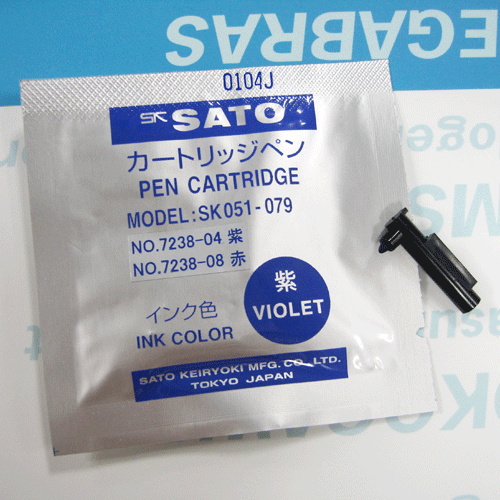 EGABRAS
0104J
SK SATO
カートリッジペン
PEN CARTRIDGE
MODEL:SK051-079
NO.7238-04 紫
NO.7238-08 赤
インク色
INK COLOR
紫
VIOLET
SATO KEIRYOKI MFG. CO., LTD.
TOKYO JAPAN